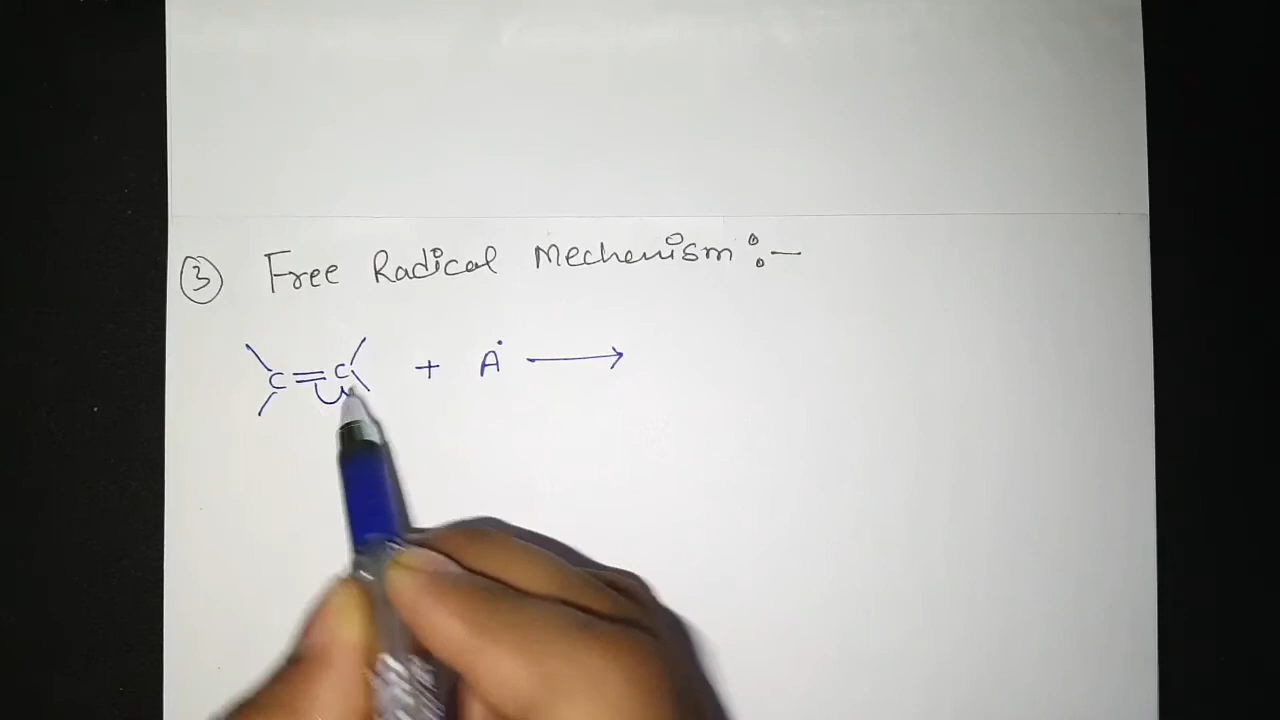 ③ Free Radical Mechanism :-
C=C + A· ⟶